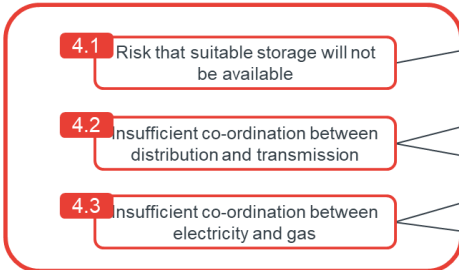 4.1
Risk that suitable storage will not
be available
4.2
Insufficient co-ordination between
distribution and transmission
4.3
Insufficient co-ordination between
electricity and gas